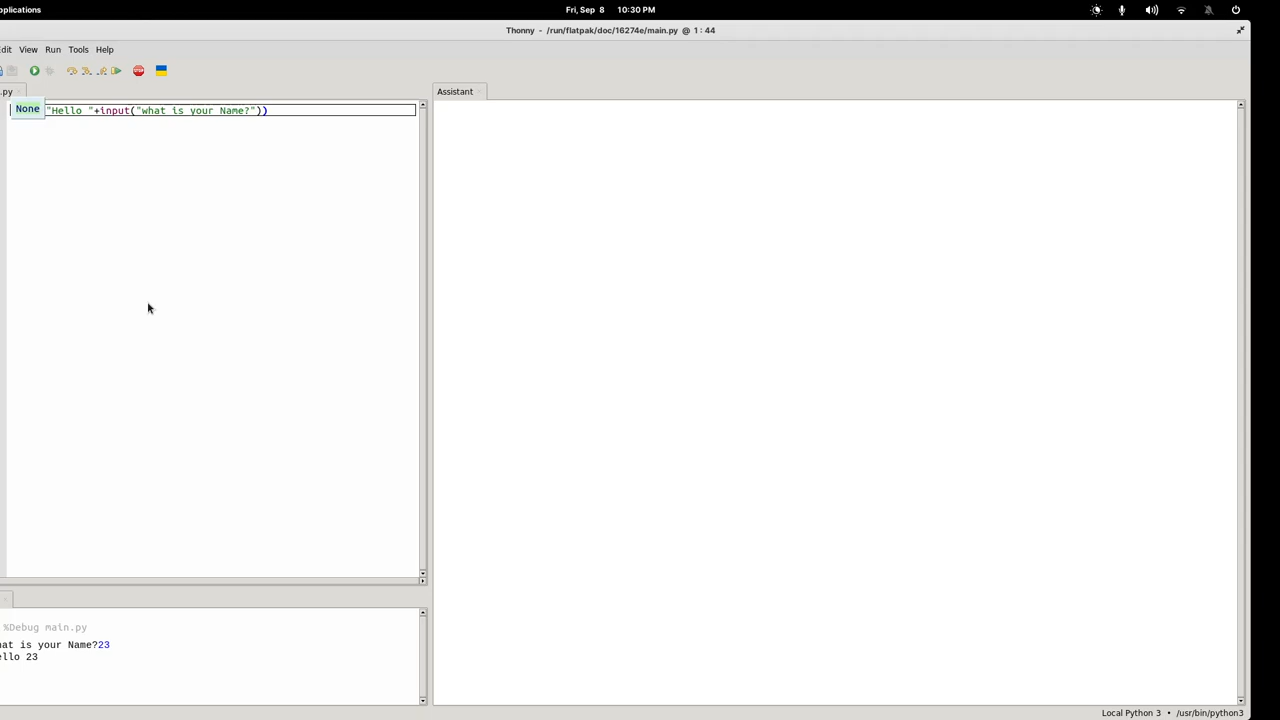 plications
Fri, Sep 8 10:30 PM
Thonny - /run/flatpak/doc/16274e/main.py @ 1 : 44
dit View Run Tools Help
.py
Assistant
None "Hello "+input("what is your Name?"))
%Debug main.py
hat is your Name?23
ello 23
Local Python 3 • /usr/bin/python3